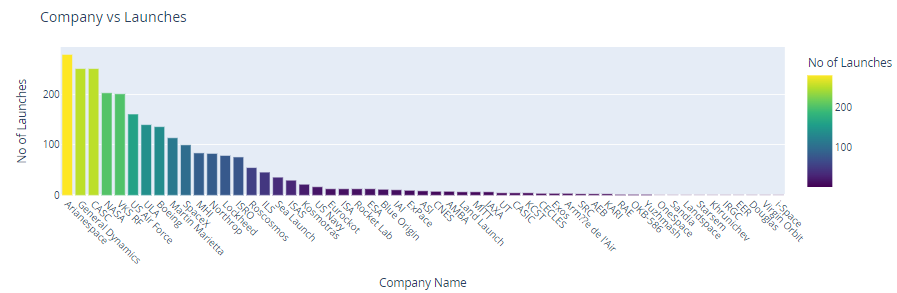 Company vs Launches
No of Launches
200
100
0
Arianespace
General Dynamics
CASC
NASA
VKS RF
US Air Force
ULA
Boeing
Martin Marietta
SpaceX
MHI
Northrop
Lockheed
ISRO
Roscosmos
ILS
Sea Launch
ISAS
Kosmotras
US Navy
Eurockot
ISA
Rocket Lab
ESA
Blue Origin
IAI
ExPace
ASI
CNES
AMBA
Land Launch
MITT
JAXA
UT
CASIC
KCST
CECLES
Exos
Arm??e de l'Air
SRC
AEB
KARI
RAE
OKB-586
Yuzhmash
OneSpace
Sandia
Landspace
Starsem
Khrunichev
IRGC
EER
Douglas
Virgin Orbit
i-Space
Company Name
No of Launches
200
100